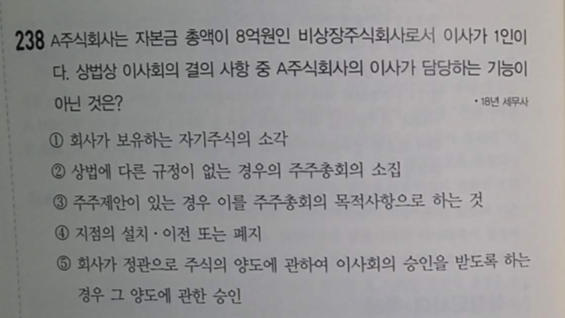 238 A주식회사는 자본금 총액이 8억원인 비상장주식회사로서 이사가 1인이
다. 상법상 이사회의 결의 사항 중 A주식회사의 이사가 담당하는 기능이
아닌 것은?
• 18년 세무사
① 회사가 보유하는 자기주식의 소각
② 상법에 다른 규정이 없는 경우의 주주총회의 소집
③ 주주제안이 있는 경우 이를 주주총회의 목적사항으로 하는 것
④ 지점의 설치·이전 또는 폐지
⑤ 회사가 정관으로 주식의 양도에 관하여 이사회의 승인을 받도록 하는
경우 그 양도에 관한 승인